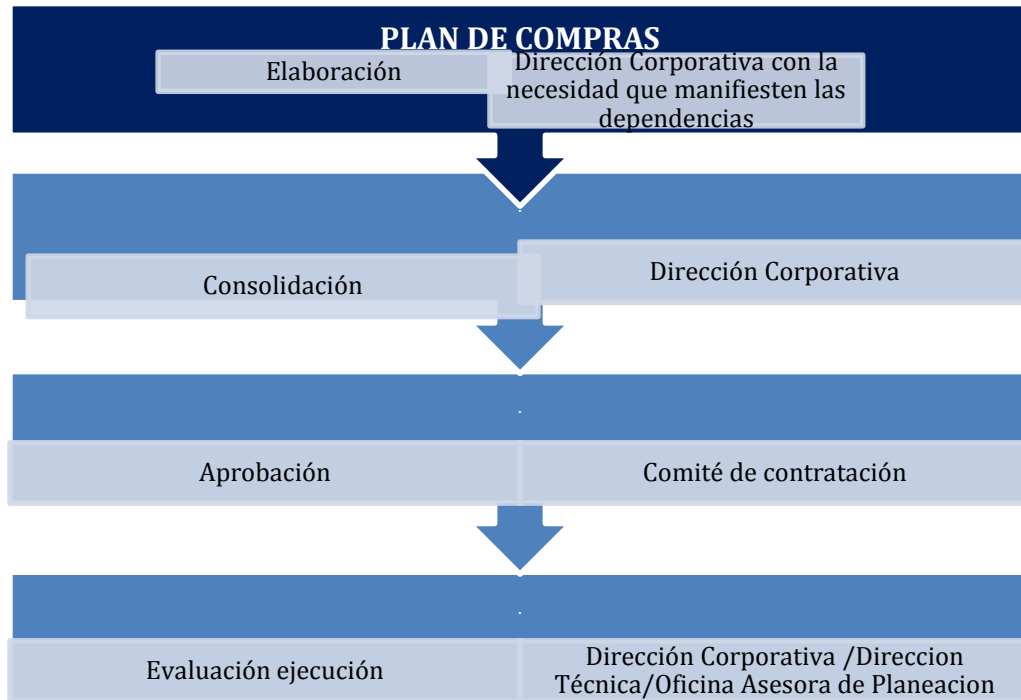 PLAN DE COMPRAS
Elaboración
Dirección Corporativa con la
necesidad que manifiesten las
dependencias
.
Consolidación
Dirección Corporativa
.
Aprobación
Comité de contratación
.
Evaluación ejecución
Dirección Corporativa /Direccion
Técnica/Oficina Asesora de Planeacion